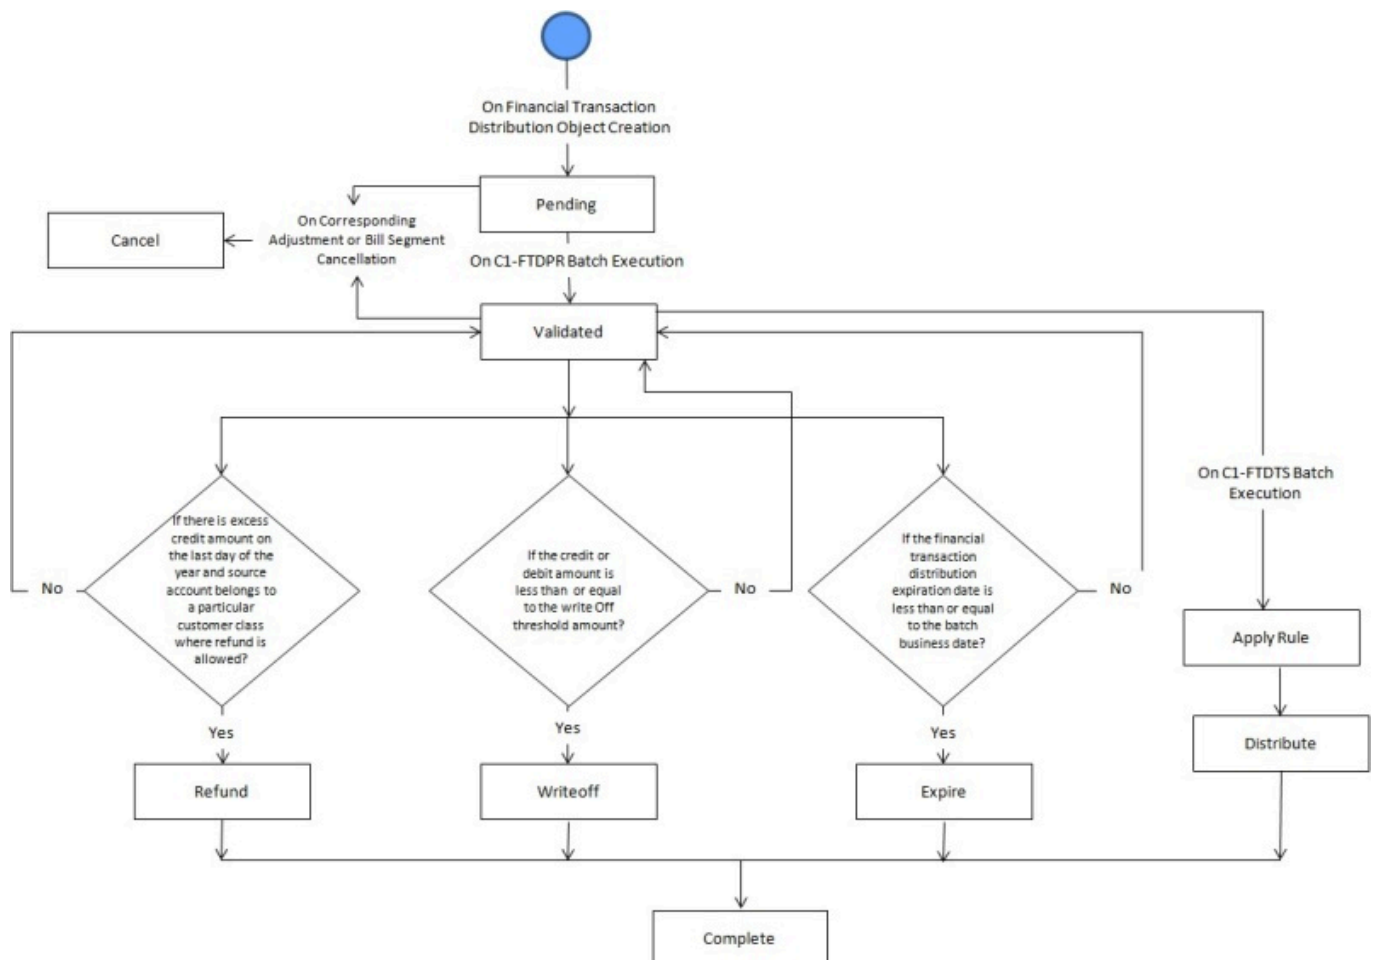 On Financial Transaction
Distribution Object Creation
Pending
On Corresponding
Adjustment or Bill Segment
Cancellation
Cancel
On C1-FTDPR Batch Execution
Validated
If there is excess
credit amount on
the last day of the
year and source
account belongs to
a particular
customer class
where refund is
allowed?
No
If the credit or
debit amount is
less than or equal
to the write Off
threshold amount?
No
If the financial
transaction
distribution
expiration date is
less than or equal
to the batch
business date?
No
On C1-FTDTS Batch
Execution
Apply Rule
Distribute
Yes
Yes
Yes
Refund
Writeoff
Expire
Complete